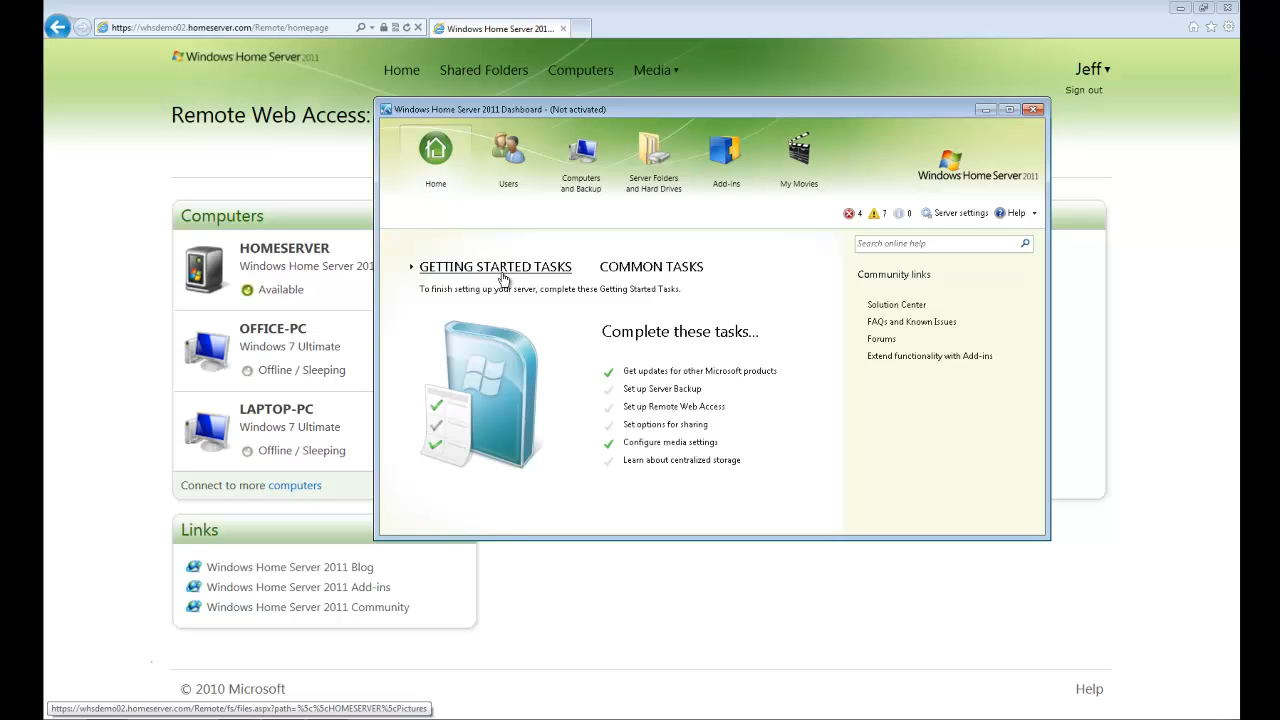 https://whsdemo02.homeserver.com/Remote/homepage
Windows Home Server 201...
Windows Home Server 2011
Home Shared Folders Computers Media
Jeff
Sign out
Remote Web Access:
Computers
HOMESERVER
Windows Home Server 201
Available
OFFICE-PC
Windows 7 Ultimate
Offline / Sleeping
LAPTOP-PC
Windows 7 Ultimate
Offline / Sleeping
Connect to more computers
Links
Windows Home Server 2011 Blog
Windows Home Server 2011 Add-ins
Windows Home Server 2011 Community
Windows Home Server 2011 Dashboard - (Not activated)
Home
Users
Computers
and Backup
Server Folders
and Hard Drives
Add-ins
My Movies
Windows Home Server 2011
4 7 0 Server settings Help
GETTING STARTED TASKS COMMON TASKS
To finish setting up your server, complete these Getting Started Tasks.
Complete these tasks...
Get updates for other Microsoft products
Set up Server Backup
Set up Remote Web Access
Set options for sharing
Configure media settings
Learn about centralized storage
Search online help
Community links
Solution Center
FAQs and Known Issues
Forums
Extend functionality with Add-ins
© 2010 Microsoft
Help
https://whsdemo02.homeserver.com/Remote/fs/files.aspx?path=%5c%5cHOMESERVER%5cPictures